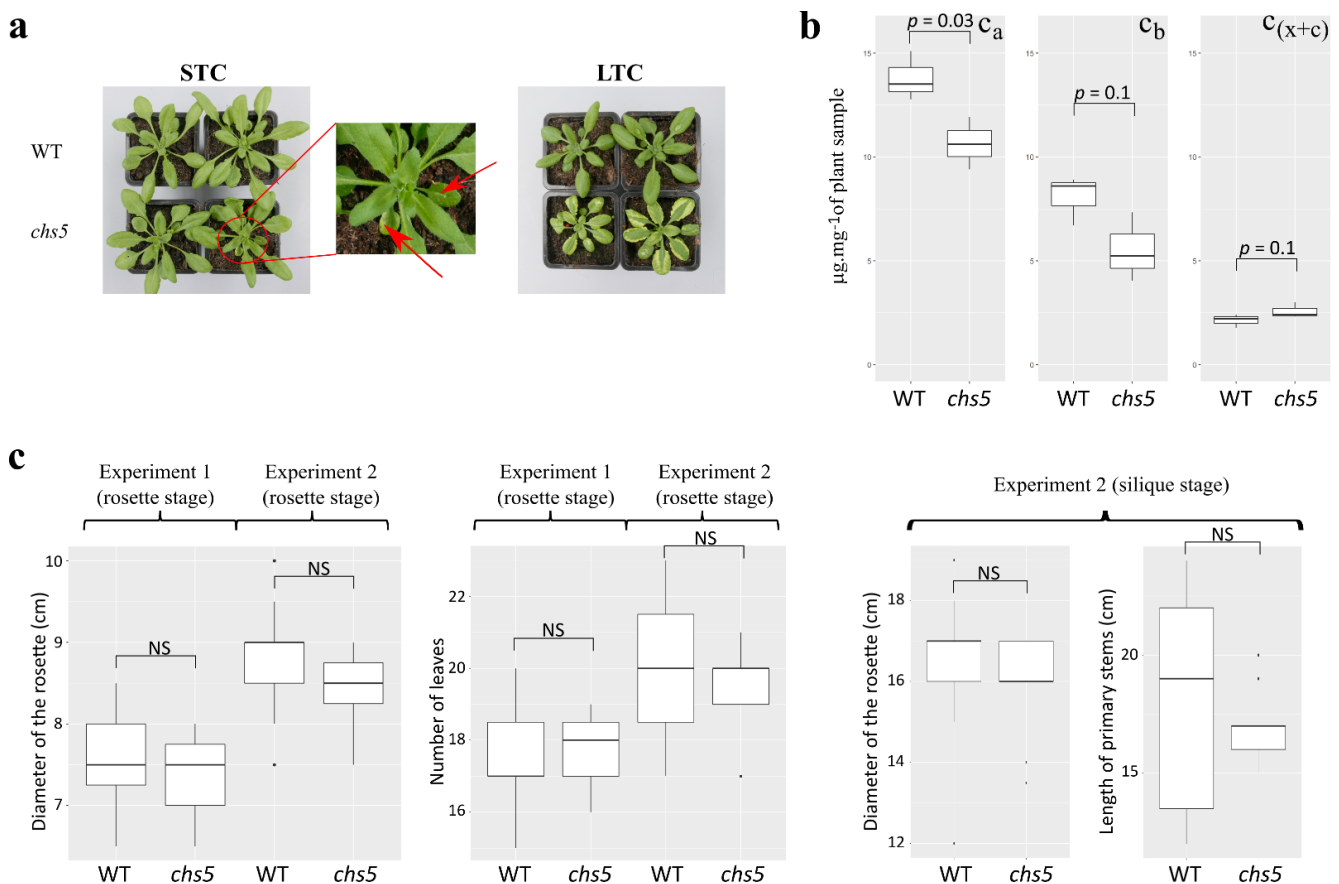 a
STC
LTC
WT
chs5
b
µg.mg⁻¹of plant sample
c_a
p = 0.03
15
10
5
0
WT
chs5
c_b
p = 0.1
15
10
5
0
WT
chs5
c_(x+c)
p = 0.1
15
10
5
0
WT
chs5
c
Experiment 1
(rosette stage)
Experiment 2
(rosette stage)
Diameter of the rosette (cm)
10
9
8
7
NS
NS
WT
chs5
WT
chs5
Experiment 1
(rosette stage)
Experiment 2
(rosette stage)
Number of leaves
22
20
18
16
NS
NS
WT
chs5
WT
chs5
Experiment 2 (silique stage)
Diameter of the rosette (cm)
18
16
14
12
NS
WT
chs5
Length of primary stems (cm)
20
15
NS
WT
chs5